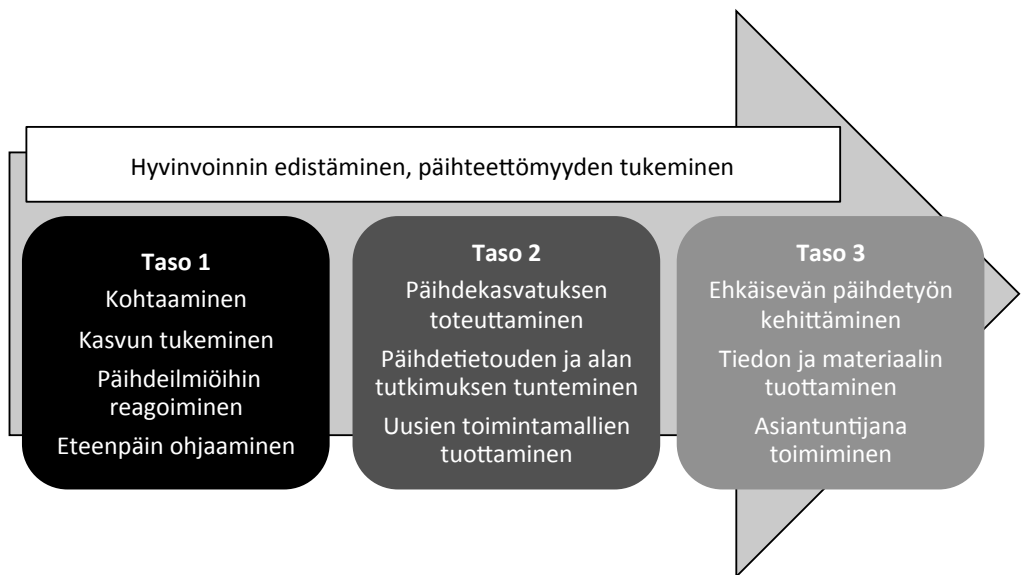 Hyvinvoinnin edistäminen, päihteettömyyden tukeminen
Taso 1
Kohtaaminen
Kasvun tukeminen
Päihdeilmiöihin
reagoiminen
Eteenpäin ohjaaminen
Taso 2
Päihdekasvatuksen
toteuttaminen
Päihdetietouden ja alan
tutkimuksen tunteminen
Uusien toimintamallien
tuottaminen
Taso 3
Ehkäisevän päihdetyön
kehittäminen
Tiedon ja materiaalin
tuottaminen
Asiantuntijana
toimiminen